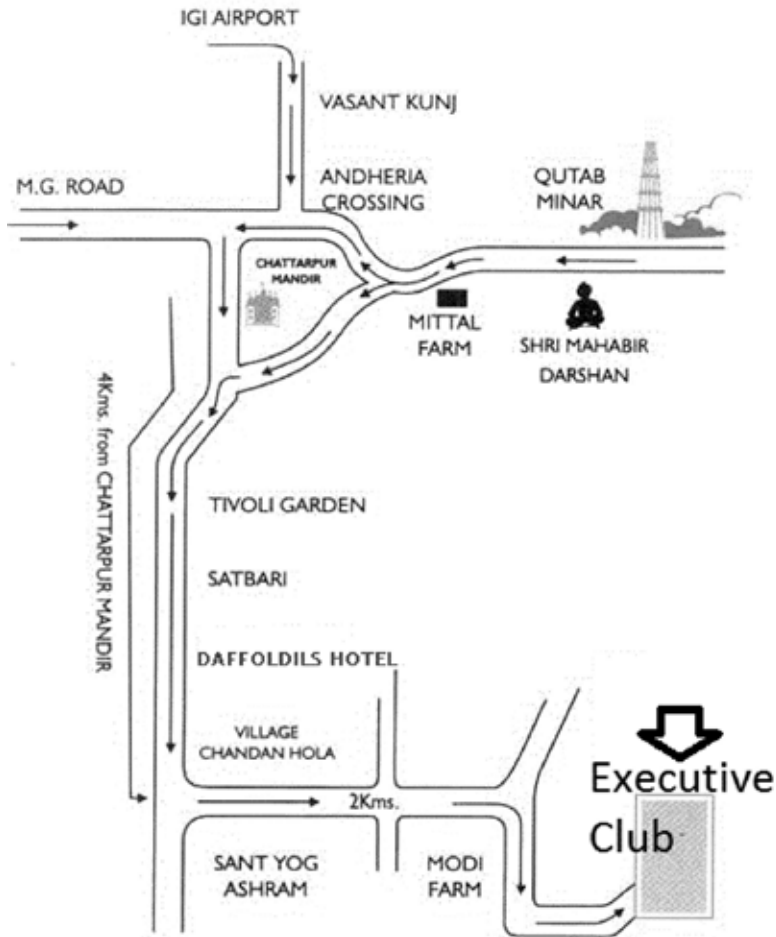 IGI AIRPORT
VASANT KUNJ
M.G. ROAD
ANDHERIA
CROSSING
QUTAB
MINAR
CHATTARPUR
MANDIR
MITTAL
FARM
SHRI MAHABIR
DARSHAN
4Kms. from CHATTARPUR MANDIR
TIVOLI GARDEN
SATBARI
DAFFOLDILS HOTEL
VILLAGE
CHANDAN HOLA
2Kms.
Executive
Club
SANT YOG
ASHRAM
MODI
FARM